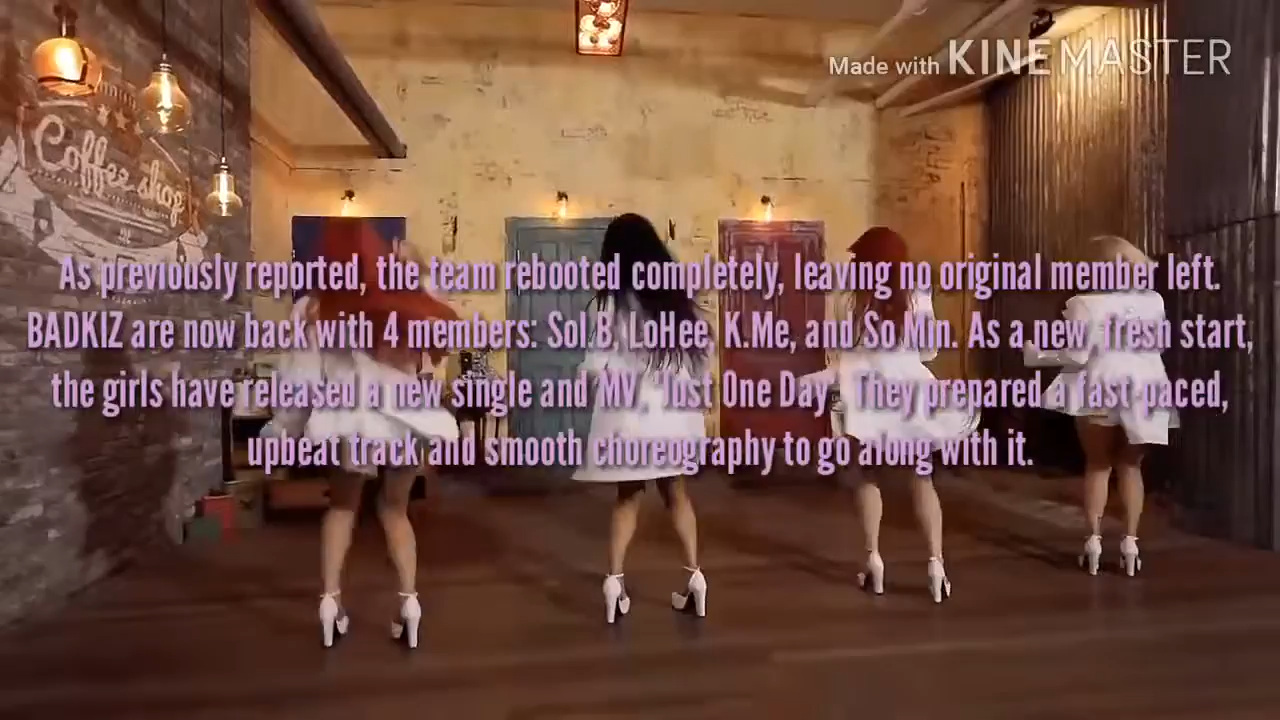 Made with KINEMASTER
Coffee shop
As previously reported, the team rebooted completely, leaving no original member left.
BADKIZ are now back with 4 members: Sol.B, LoHee, K.Me, and So Min. As a new, fresh start,
the girls have released a new single and MV, "Just One Day". They prepared a fast-paced,
upbeat track and smooth choreography to go along with it.